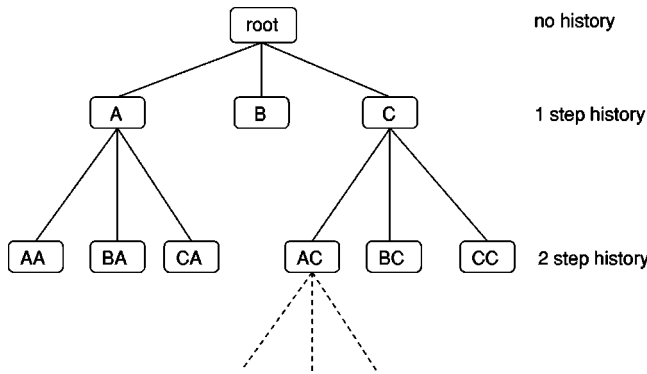 root no history
A B C 1 step history
AA BA CA AC BC CC 2 step history